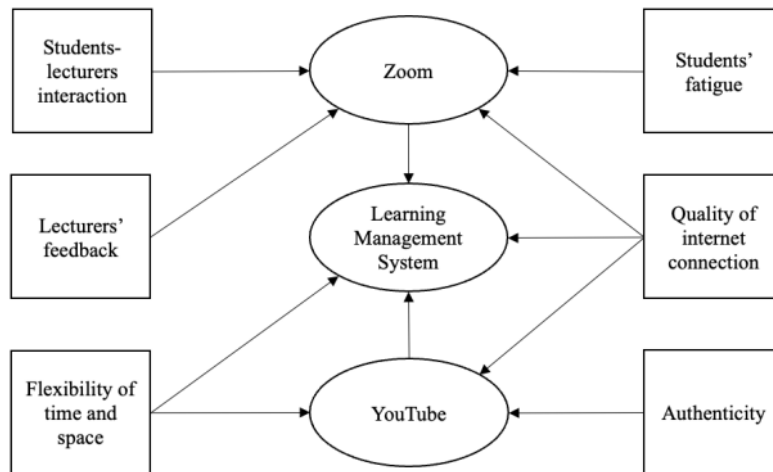 Students-
lecturers
interaction
Zoom
Students’
fatigue
Lecturers’
feedback
Learning
Management
System
Quality of
internet
connection
Flexibility of
time and
space
YouTube
Authenticity